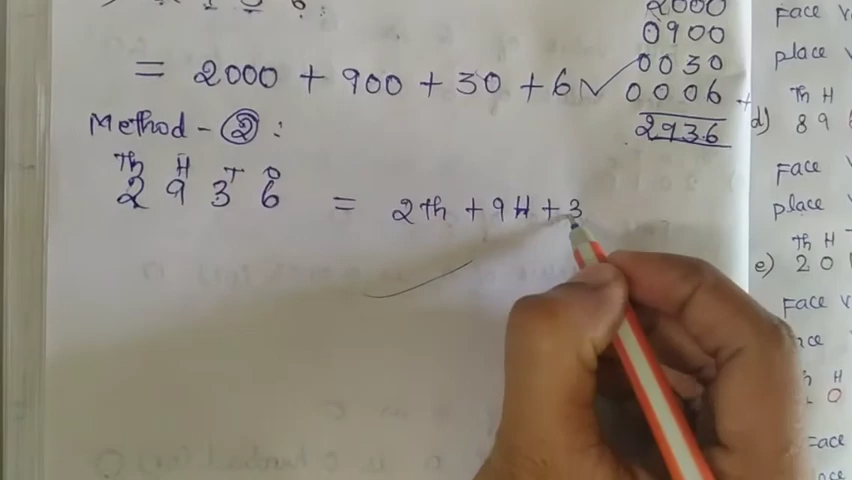 = 2000 + 900 + 30 + 6 ✓
2000
0900
0030
0006 +
2936
Method - ② :
Th H T O
2 9 3 6 = 2Th + 9H + 3
Face
place
Th H
d) 8 9
Face
place
Th H
e) 2 0
Face
H
0